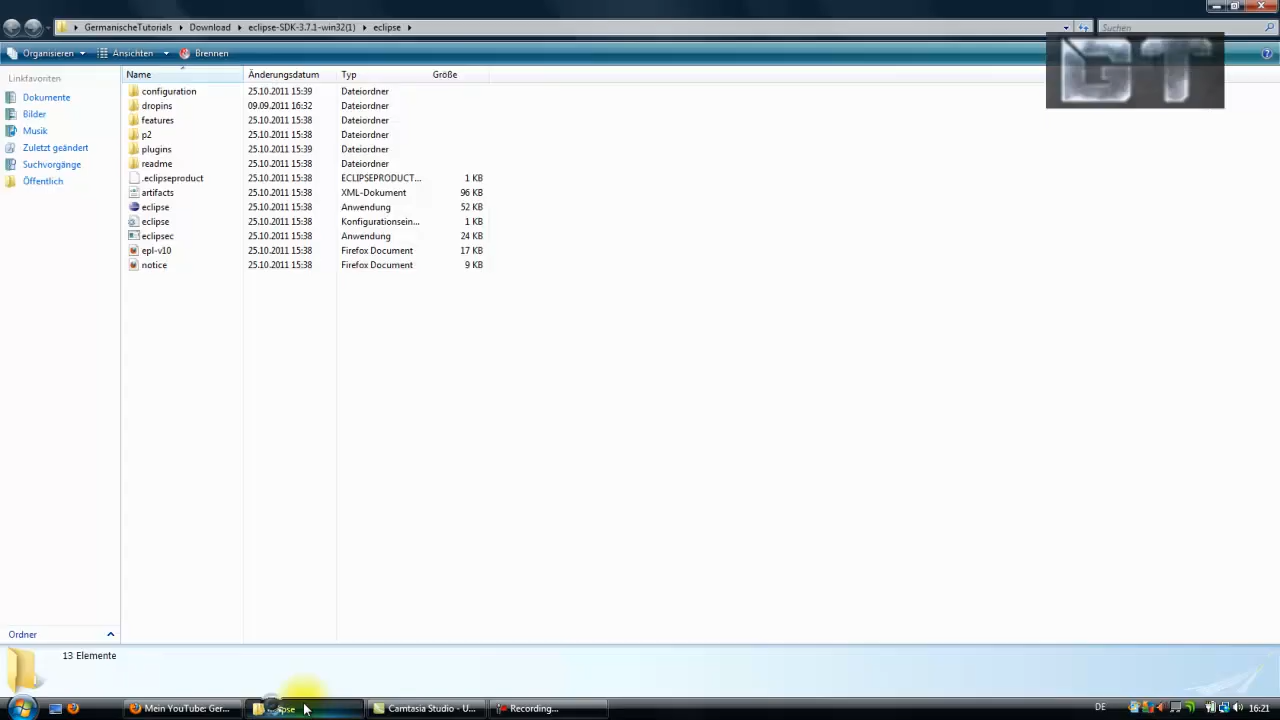 GermanischeTutorials Download eclipse-SDK-3.7.1-win32(1) eclipse
Suchen
Organisieren Ansichten Brennen
GT
Linkfavoriten
Dokumente
Bilder
Musik
Zuletzt geändert
Suchvorgänge
Öffentlich
Name Änderungsdatum Typ Größe
configuration 25.10.2011 15:39 Dateiordner
dropins 09.09.2011 16:32 Dateiordner
features 25.10.2011 15:38 Dateiordner
p2 25.10.2011 15:38 Dateiordner
plugins 25.10.2011 15:39 Dateiordner
readme 25.10.2011 15:38 Dateiordner
.eclipseproduct 25.10.2011 15:38 ECLIPSEPRODUCT... 1 KB
artifacts 25.10.2011 15:38 XML-Dokument 96 KB
eclipse 25.10.2011 15:38 Anwendung 52 KB
eclipse 25.10.2011 15:38 Konfigurationsein... 1 KB
eclipsec 25.10.2011 15:38 Anwendung 24 KB
epl-v10 25.10.2011 15:38 Firefox Document 17 KB
notice 25.10.2011 15:38 Firefox Document 9 KB
Ordner
13 Elemente
Mein YouTube: Ger... eclipse Camtasia Studio - U... Recording... DE 16:21